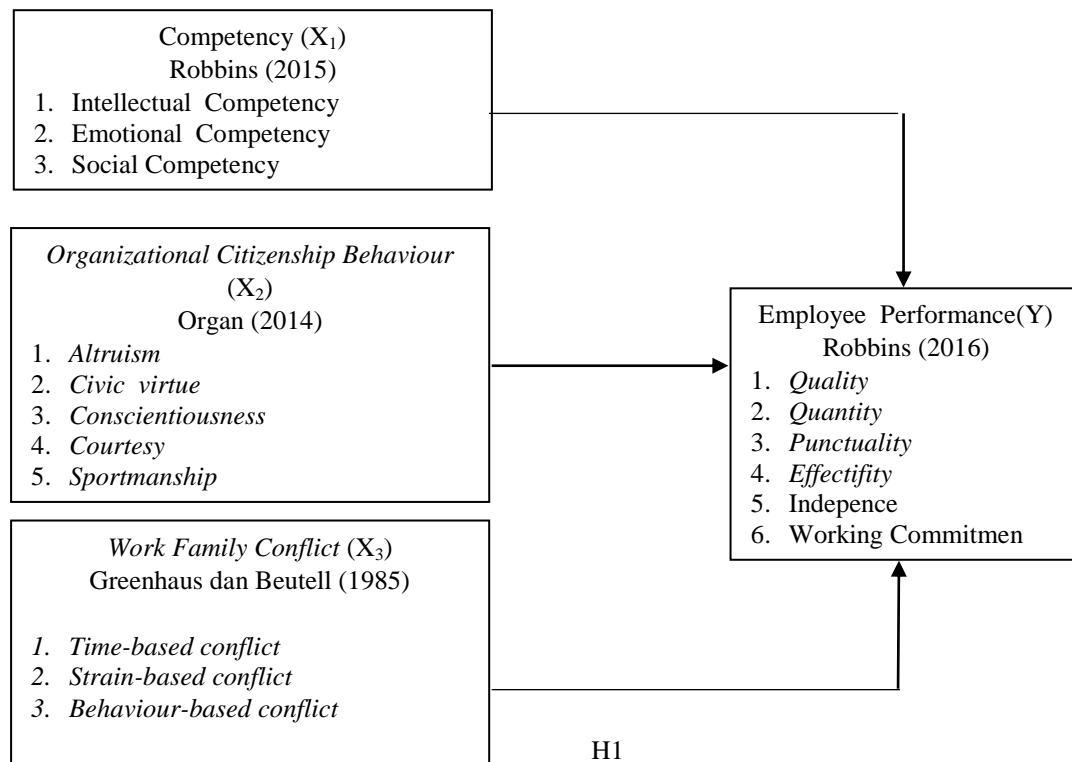 Competency (X₁)
Robbins (2015)
1. Intellectual Competency
2. Emotional Competency
3. Social Competency
Organizational Citizenship Behaviour
(X₂)
Organ (2014)
1. Altruism
2. Civic virtue
3. Conscientiousness
4. Courtesy
5. Sportmanship
Work Family Conflict (X₃)
Greenhaus dan Beutell (1985)
1. Time-based conflict
2. Strain-based conflict
3. Behaviour-based conflict
Employee Performance(Y)
Robbins (2016)
1. Quality
2. Quantity
3. Punctuality
4. Effectifity
5. Indepence
6. Working Commitmen
H1